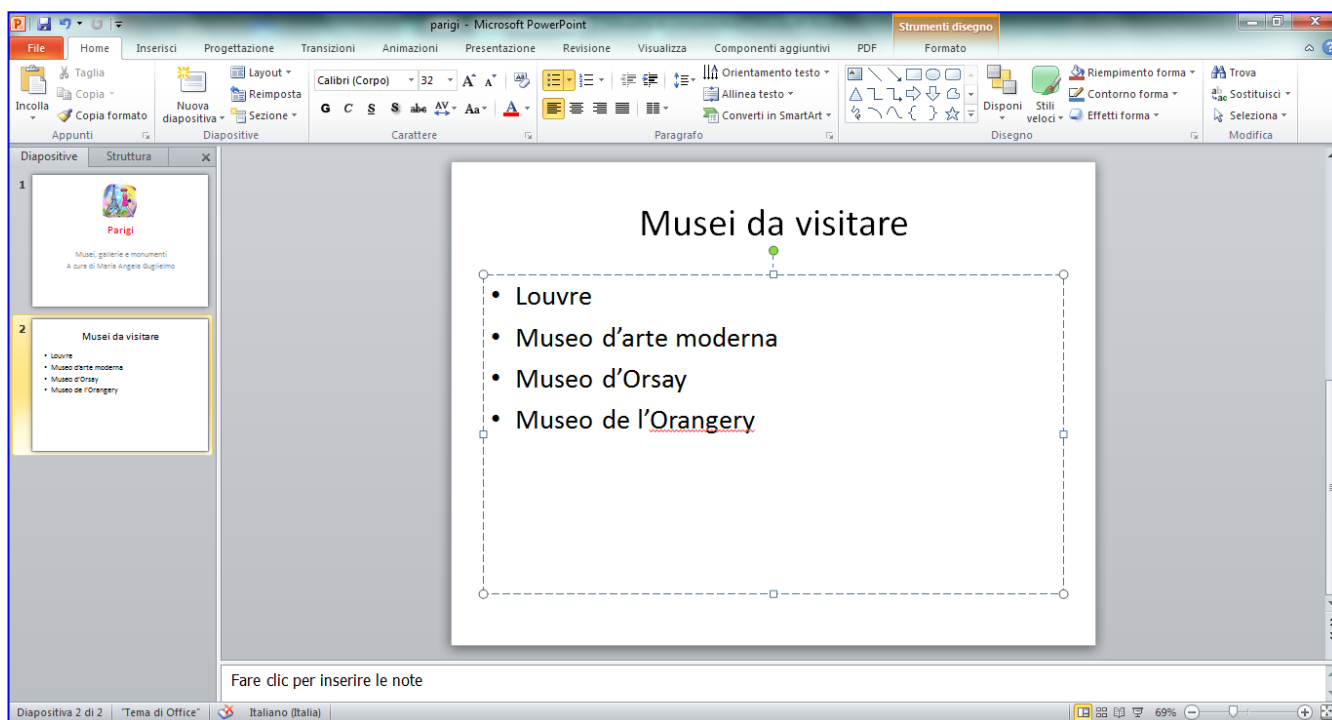 parigi - Microsoft PowerPoint
Strumenti disegno
File Home Inserisci Progettazione Transizioni Animazioni Presentazione Revisione Visualizza Componenti aggiuntivi PDF Formato
Incolla
Taglia
Copia
Copia formato
Appunti
Nuova diapositiva
Layout
Reimposta
Sezione
Diapositive
Calibri (Corpo) 32
G C S S abc AV Aa A
Carattere
Orientamento testo
Allinea testo
Converti in SmartArt
Paragrafo
Disponi
Stili veloci
Riempimento forma
Contorno forma
Effetti forma
Disegno
Trova
Sostituisci
Seleziona
Modifica
Diapositive Struttura
1
Parigi
Musei, gallerie e monumenti
A cura di Maria Angela Guglielmo
2
Musei da visitare
• Louvre
• Museo d'arte moderna
• Museo d'Orsay
• Museo de l'Orangery
Musei da visitare
• Louvre
• Museo d'arte moderna
• Museo d'Orsay
• Museo de l'Orangery
Fare clic per inserire le note
Diapositiva 2 di 2 "Tema di Office" Italiano (Italia) 69%